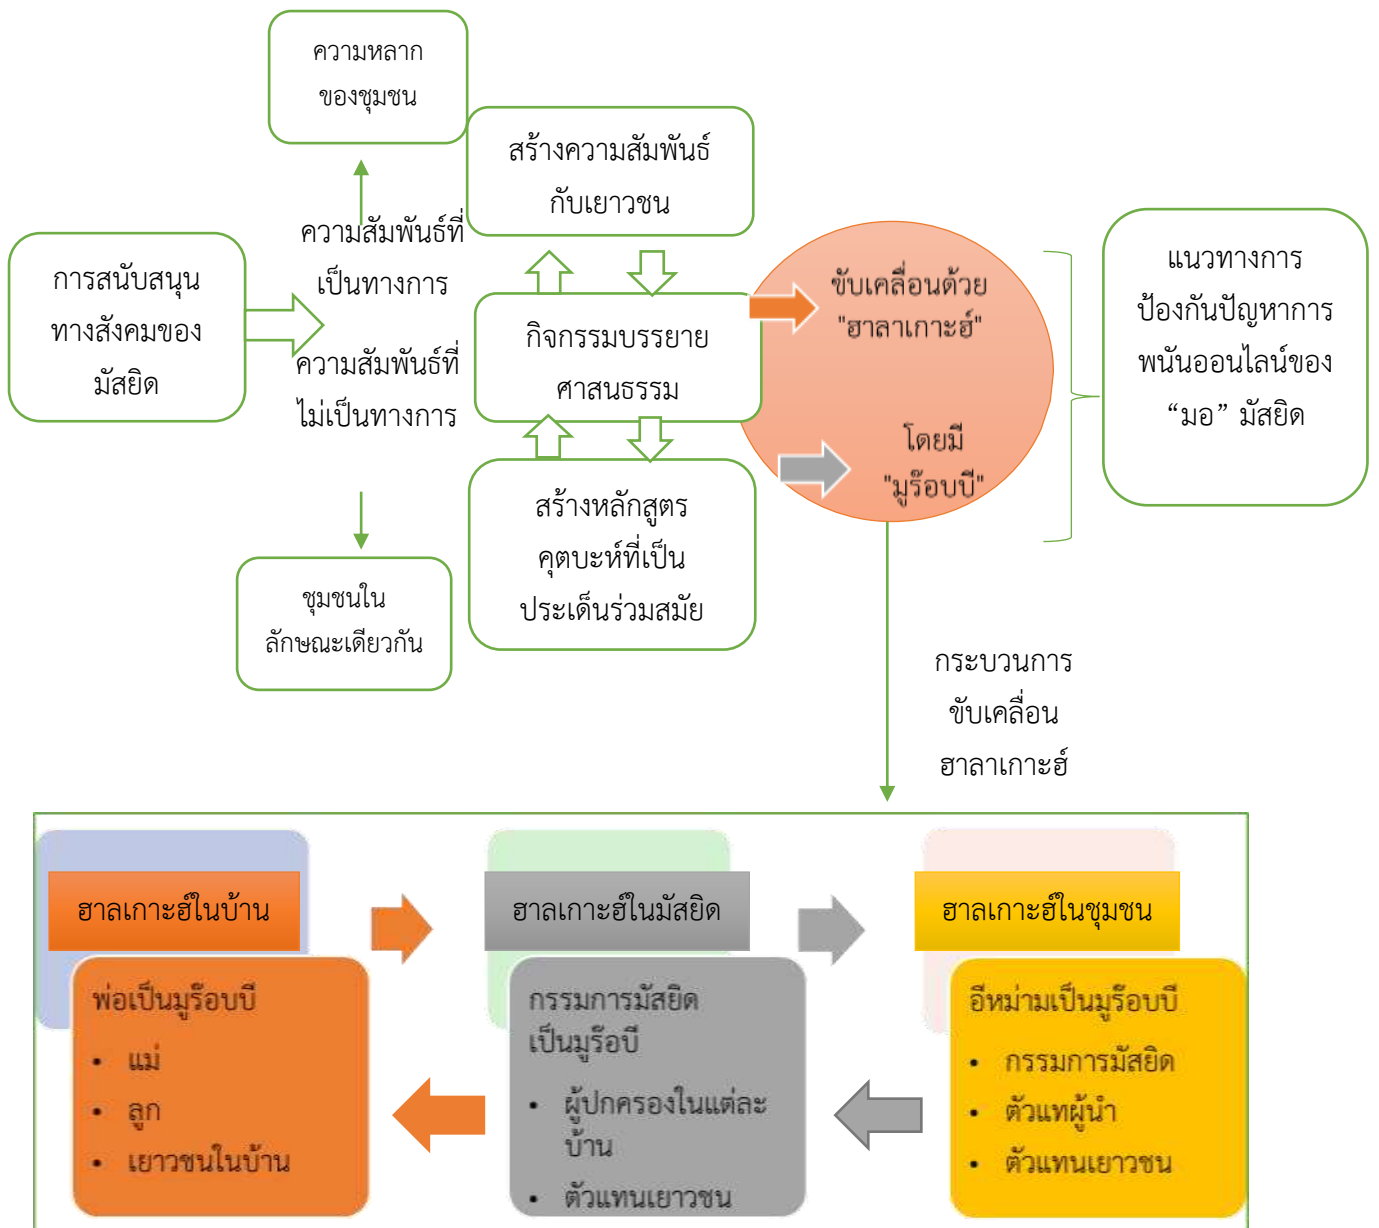 ความหลาก
ของชุมชน
สร้างความสัมพันธ์
กับเยาวชน
การสนับสนุน
ทางสังคมของ
มัสยิด
ความสัมพันธ์ที่
เป็นทางการ
ความสัมพันธ์ที่
ไม่เป็นทางการ
กิจกรรมบรรยาย
ศาสนธรรม
ขับเคลื่อนด้วย
"ฮาลาเกาะฮ์"
โดยมี
"มูร๊อบบี"
แนวทางการ
ป้องกันปัญหาการ
พนันออนไลน์ของ
“มอ” มัสยิด
สร้างหลักสูตร
คุตบะห์ที่เป็น
ประเด็นร่วมสมัย
ชุมชนใน
ลักษณะเดียวกัน
กระบวนการ
ขับเคลื่อน
ฮาลาเกาะฮ์
ฮาลเกาะฮ์ในบ้าน
พ่อเป็นมูร๊อบบี
• แม่
• ลูก
• เยาวชนในบ้าน
ฮาลเกาะฮ์ในมัสยิด
กรรมการมัสยิด
เป็นมูร๊อบี
• ผู้ปกครองในแต่ละ
บ้าน
• ตัวแทนเยาวชน
ฮาลเกาะฮ์ในชุมชน
อีหม่ามเป็นมูร๊อบบี
• กรรมการมัสยิด
• ตัวแทผู้นำ
• ตัวแทนเยาวชน